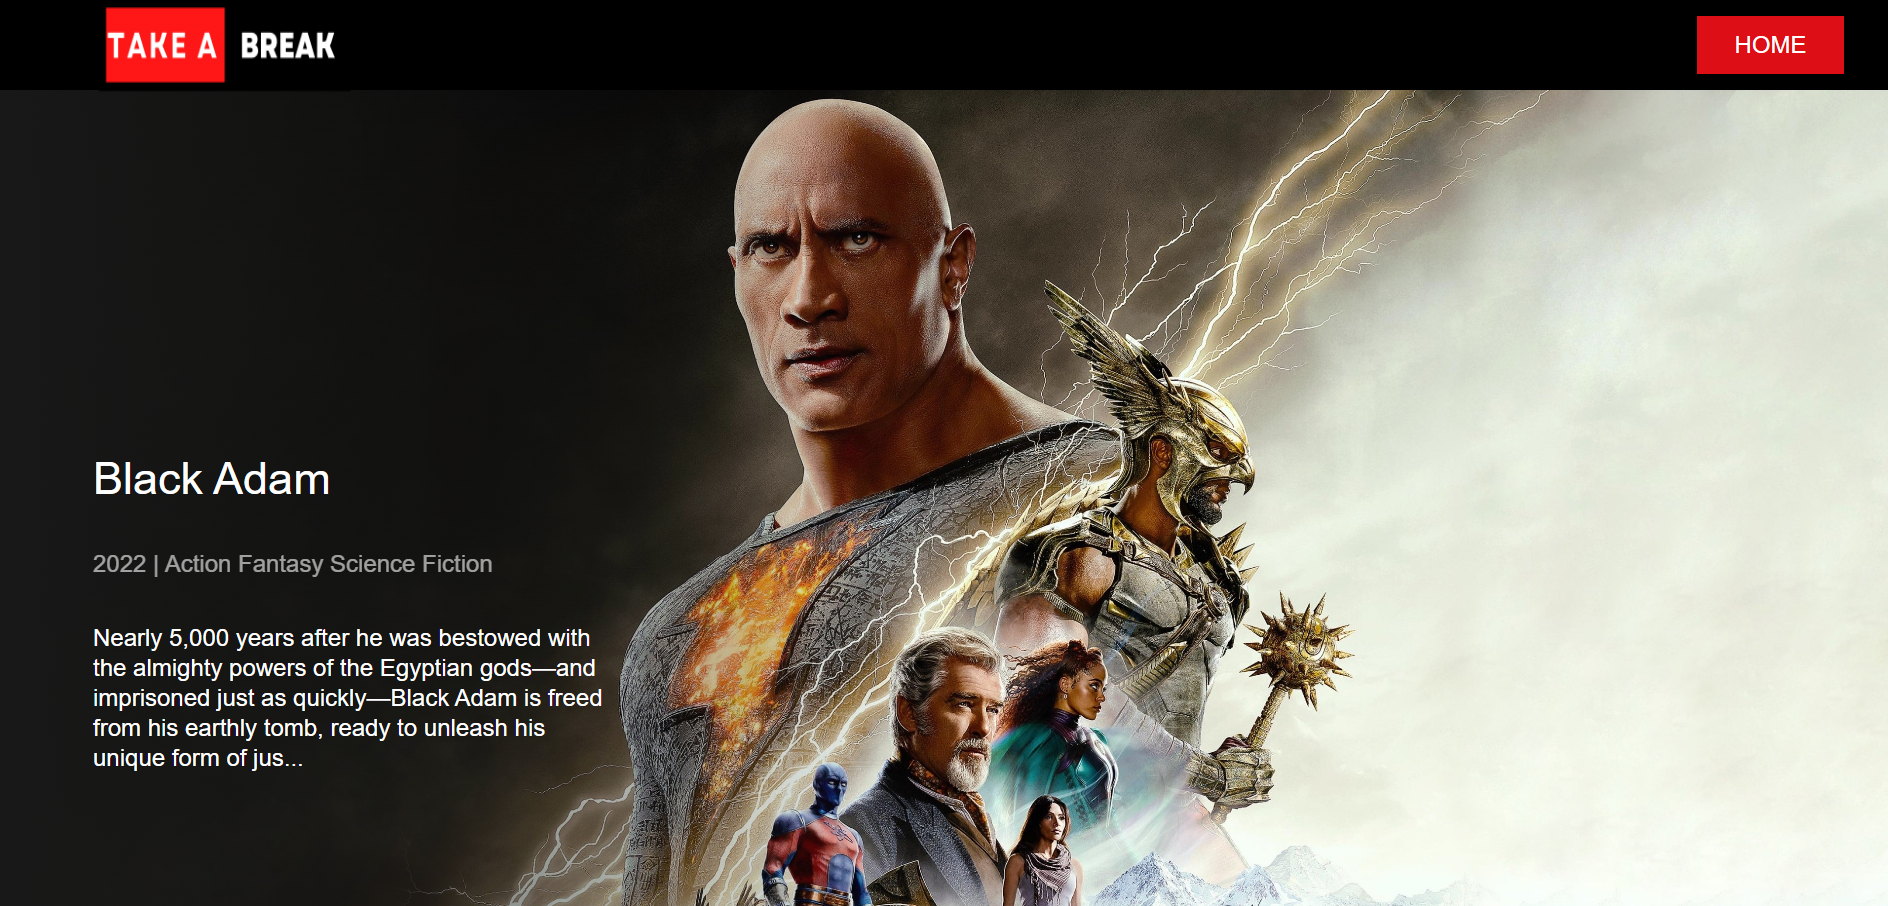 TAKE A BREAK
HOME
Black Adam
2022 | Action Fantasy Science Fiction
Nearly 5,000 years after he was bestowed with
the almighty powers of the Egyptian gods—and
imprisoned just as quickly—Black Adam is freed
from his earthly tomb, ready to unleash his
unique form of jus...